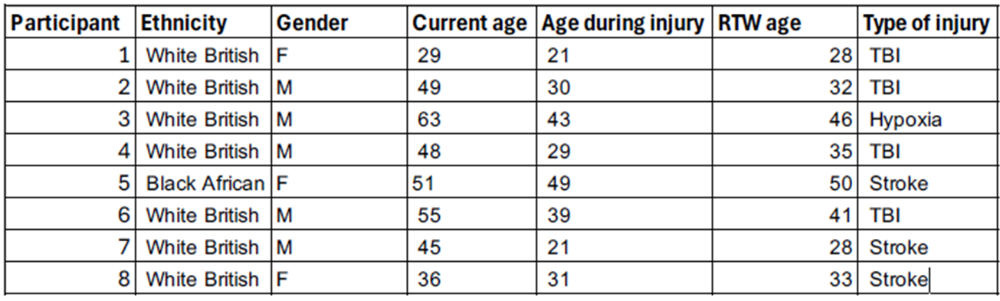 Participant Ethnicity Gender Current age Age during injury RTW age Type of injury
1 White British F 29 21 28 TBI
2 White British M 49 30 32 TBI
3 White British M 63 43 46 Hypoxia
4 White British M 48 29 35 TBI
5 Black African F 51 49 50 Stroke
6 White British M 55 39 41 TBI
7 White British M 45 21 28 Stroke
8 White British F 36 31 33 Stroke